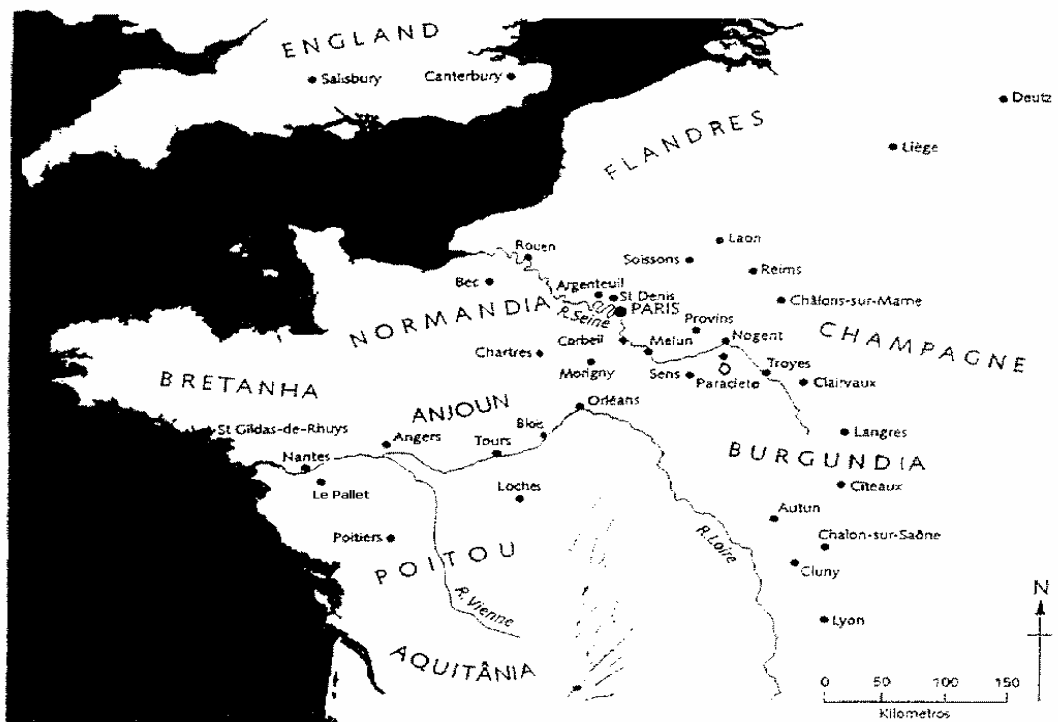 ENGLAND
Salisbury
Canterbury
Deutz
FLANDRES
Liège
Laon
Rouen
Soissons
Reims
Bec
Argenteuil
St Denis
Châlons-sur-Marne
NORMANDIA
R. Seine
PARIS
Provins
Nogent
CHAMPAGNE
Chartres
Corbeil
Melun
Morigny
Sens
Paraclete
Troyes
Clairvaux
BRETANHA
ANJOUN
Orléans
St Gildas-de-Rhuys
Angers
Tours
Blois
Langres
BURGUNDIA
Nantes
Le Pallet
Loches
Cîteaux
Autun
Poitiers
POITOU
R. Loire
Chalon-sur-Saône
Cluny
R. Vienne
N
Lyon
AQUITÂNIA
0 50 100 150
Kilometros